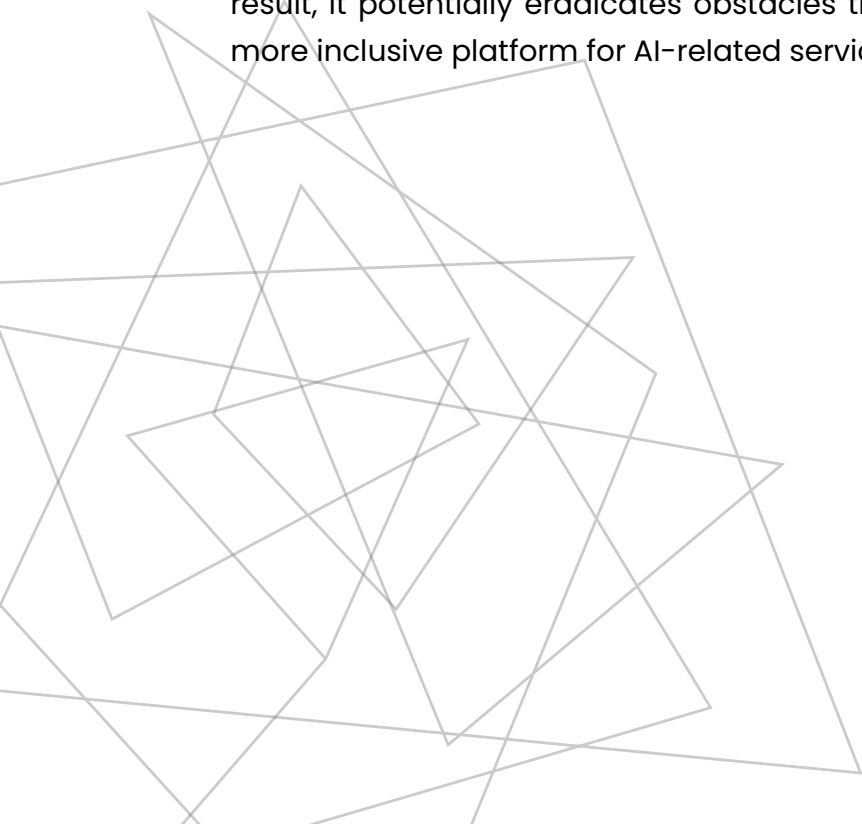 result, it potentially eradicates obstacles
more inclusive platform for AI-related